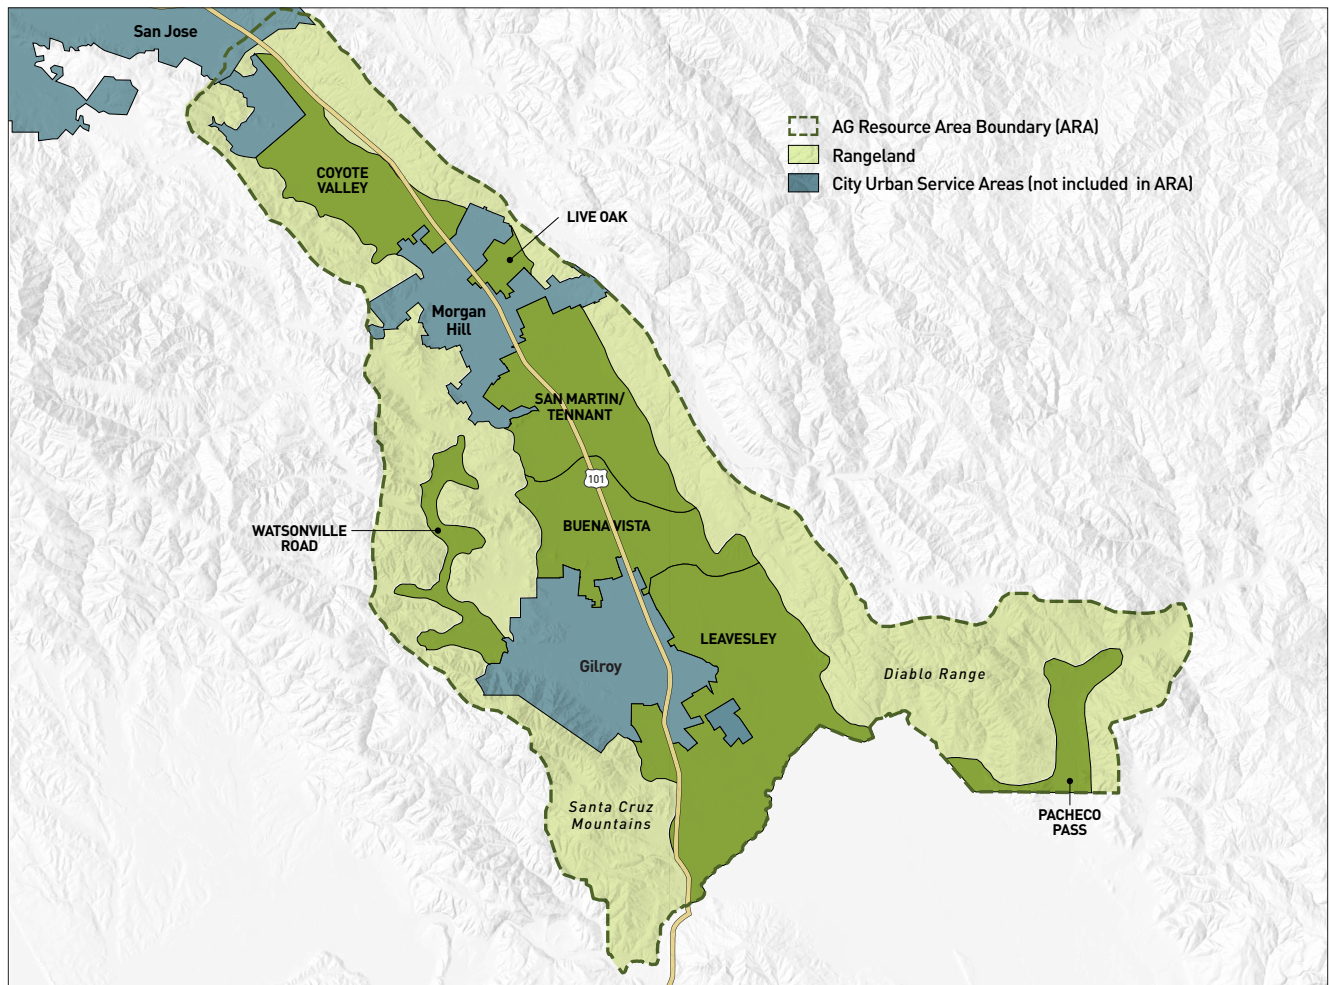 San Jose
AG Resource Area Boundary (ARA)
Rangeland
City Urban Service Areas (not included in ARA)
COYOTE
VALLEY
LIVE OAK
Morgan
Hill
SAN MARTIN/
TENNANT
101
WATSONVILLE
ROAD
BUENA VISTA
LEAVESLEY
Gilroy
Diablo Range
Santa Cruz
Mountains
PACHECO
PASS